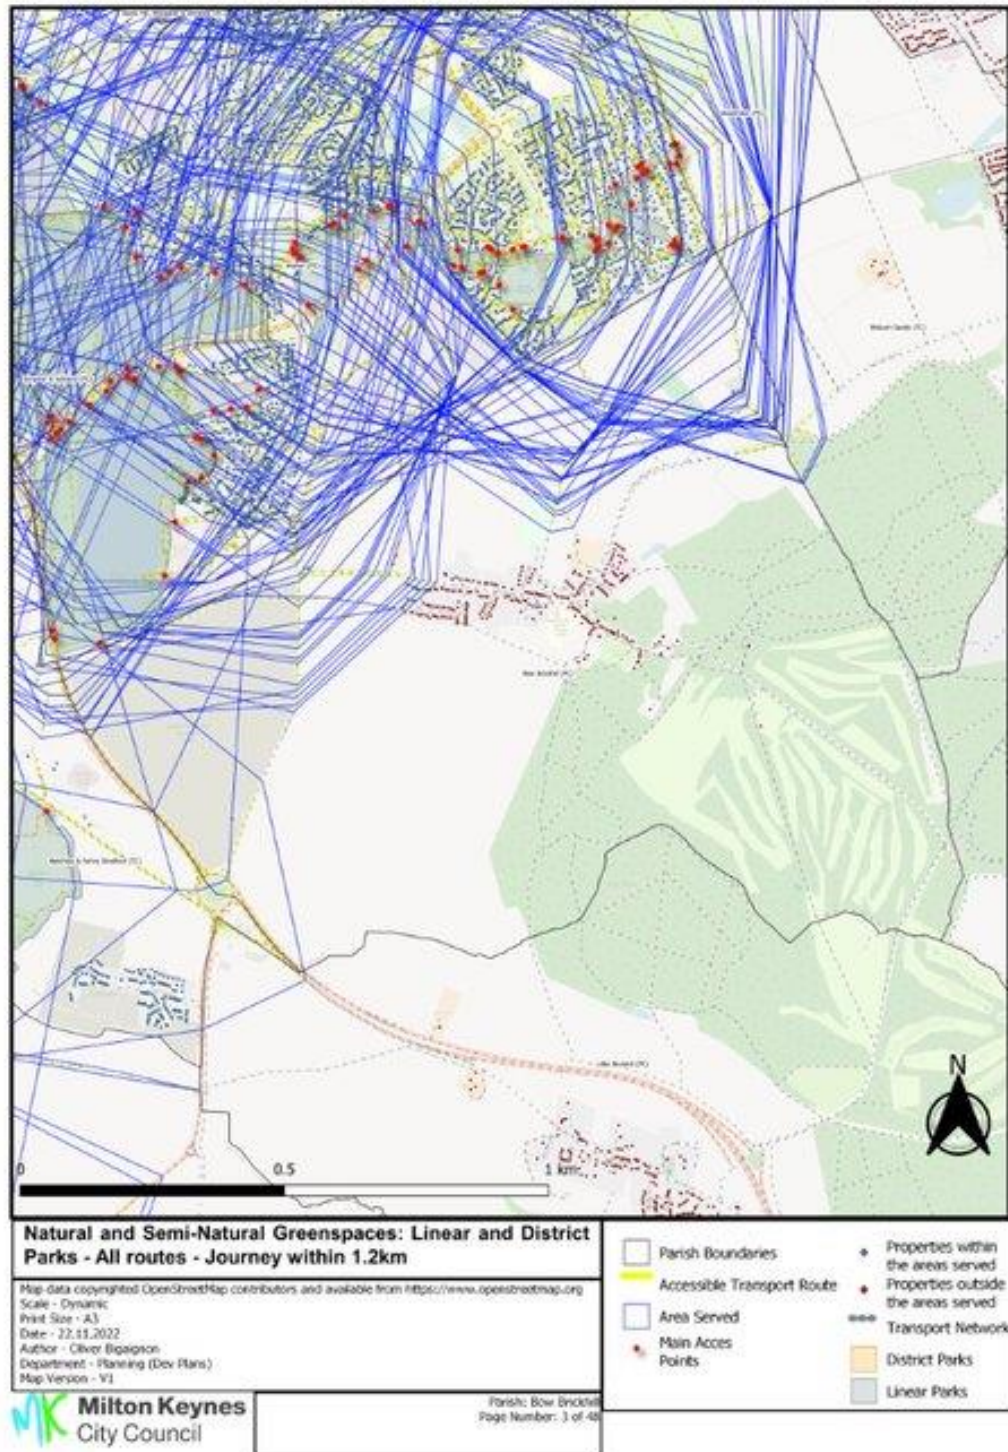 0
0.5
1 km
N
Natural and Semi-Natural Greenspaces: Linear and District
Parks - All routes - Journey within 1.2km
Map data copyrighted OpenStreetMap contributors and available from https://www.openstreetmap.org
Scale - Dynamic
Print Size - A3
Date - 22.11.2022
Author - Oliver Bigaignon
Department - Planning (Dev Plans)
Map Version - V1
MK Milton Keynes
City Council
Parish: Bow Brickhill
Page Number: 3 of 48
Parish Boundaries
Accessible Transport Route
Area Served
Main Acces
Points
Properties within
the areas served
Properties outside
the areas served
Transport Network
District Parks
Linear Parks